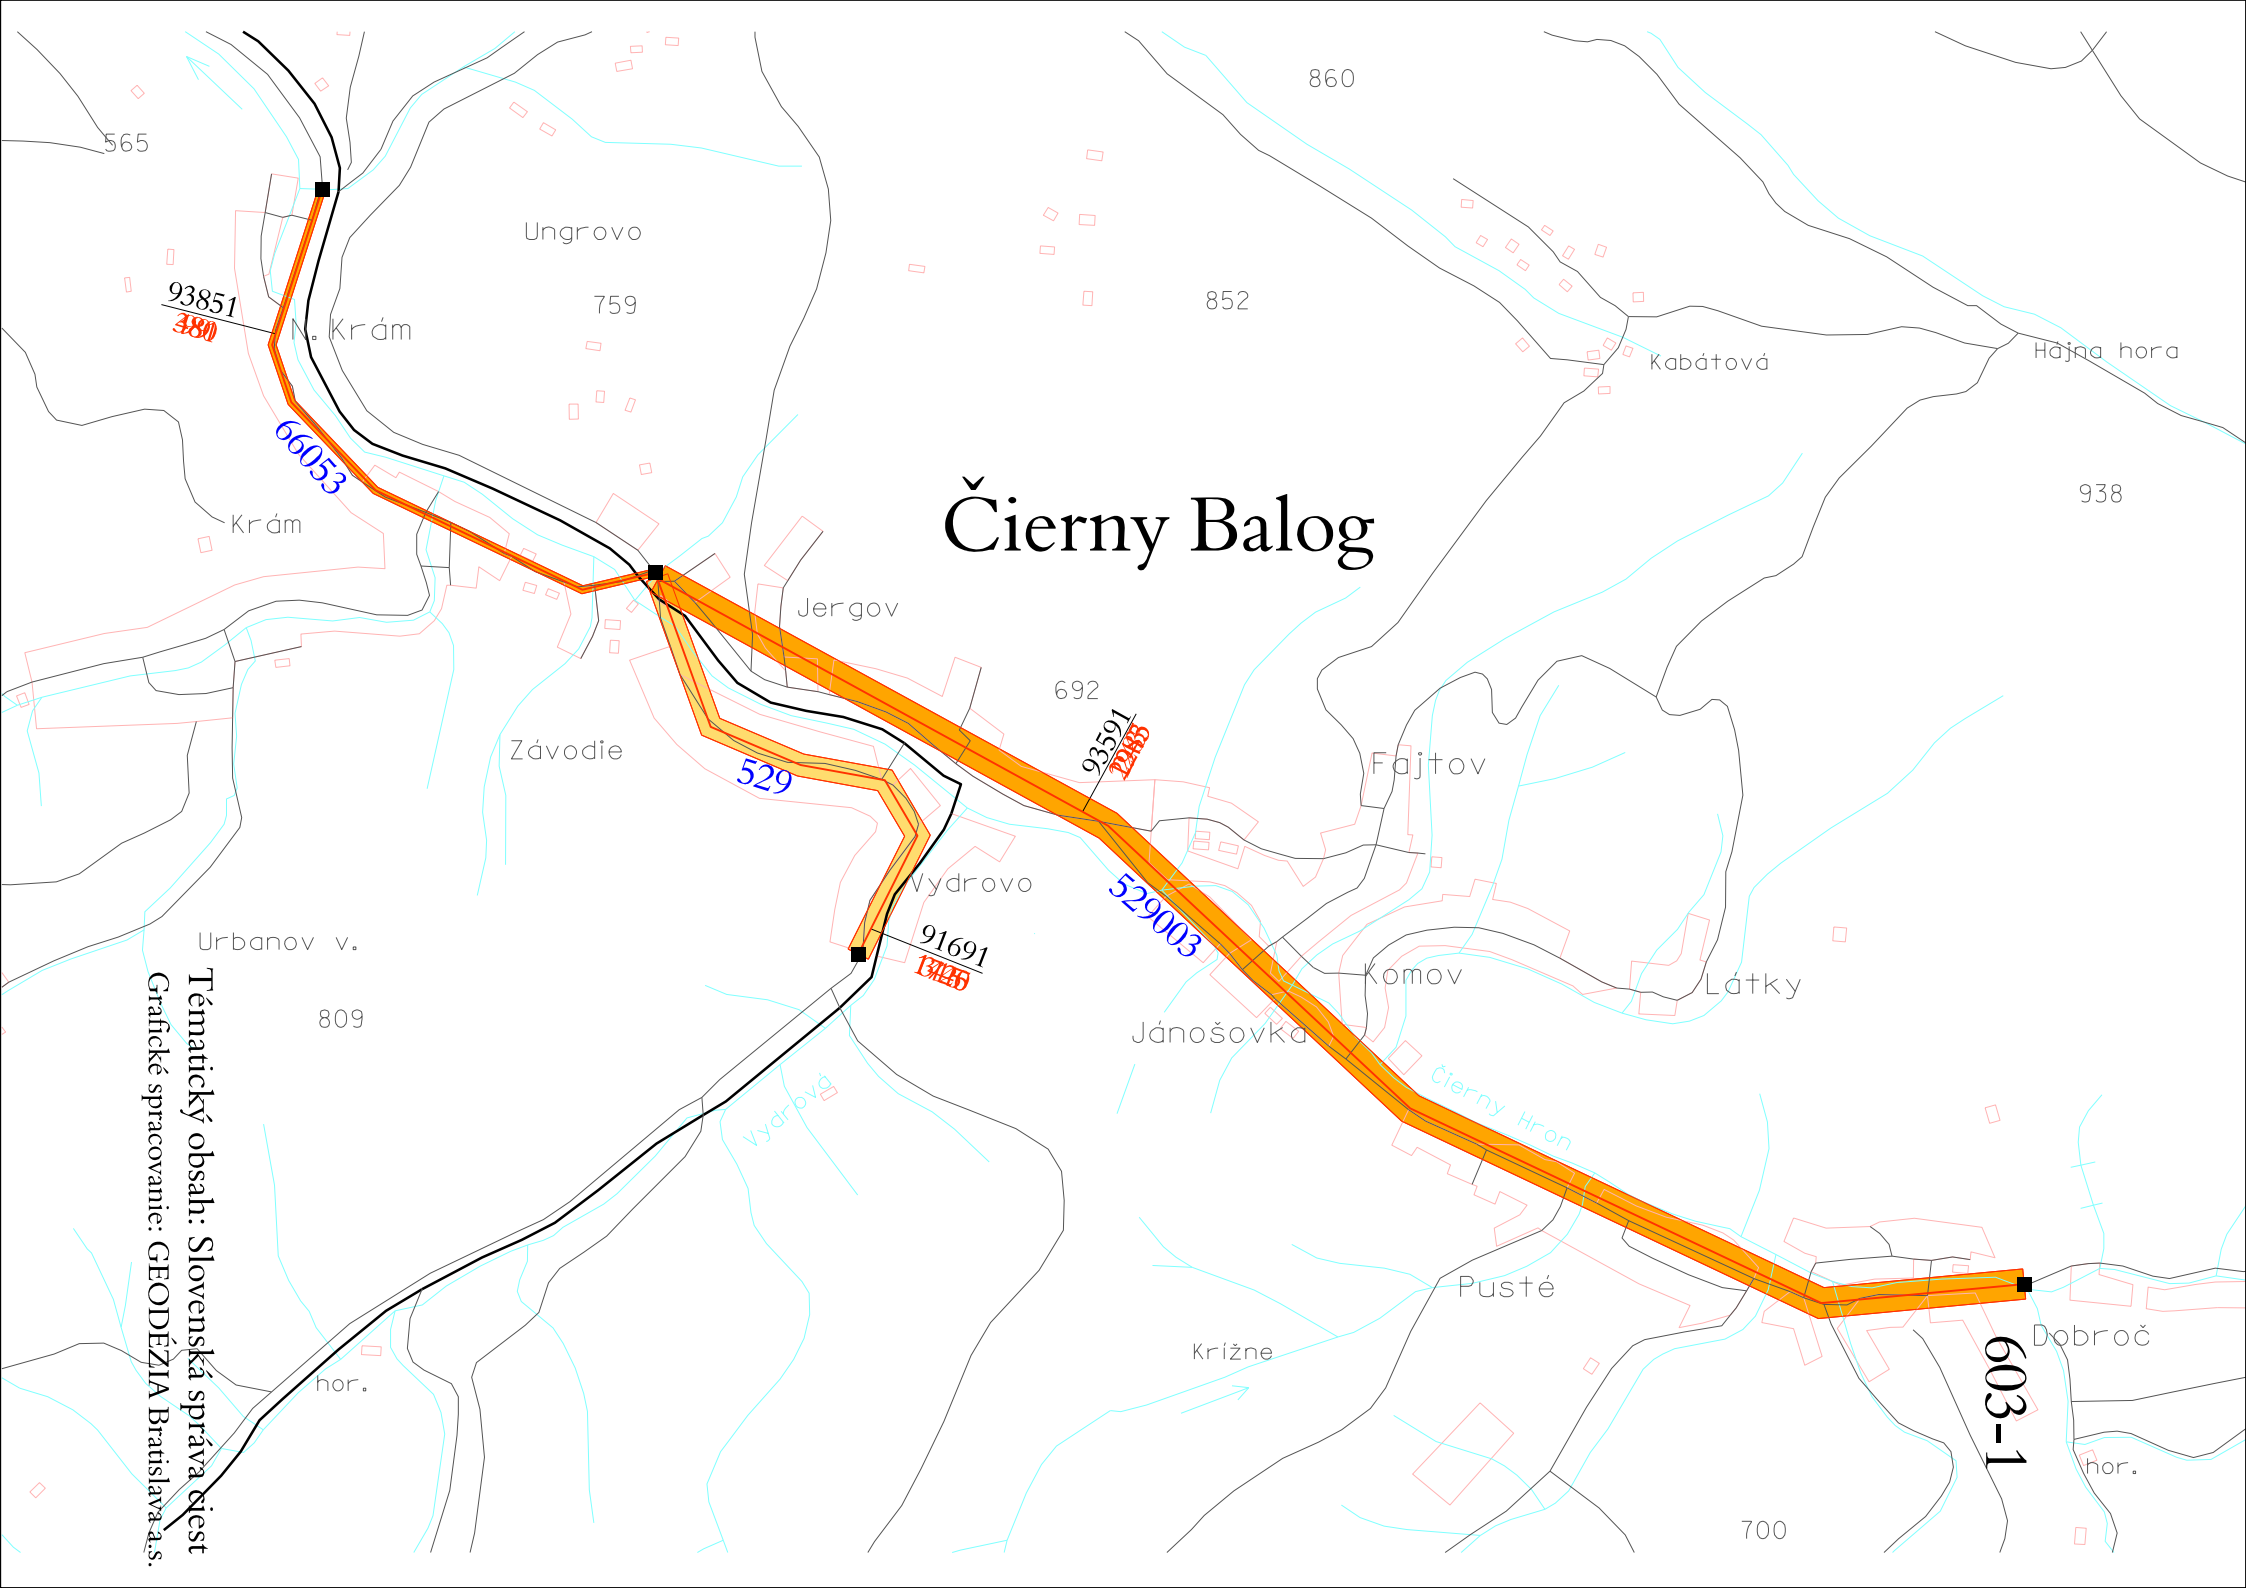 860
565
Ungrovo
93851
759
852
N. Krám
Kabátová
Hájna hora
66053
938
Krám
Čierny Balog
Jergov
692
93591
Závodie
529
Fajtov
Vydrovo
529003
91691
Urbanov v.
Komov
Látky
809
Jánošovka
Čierny Hron
Vydrová
Pusté
Dobroč
Krížne
hor.
603-1
hor.
700
Tématický obsah: Slovenská správa ciest
Grafické spracovanie: GEODÉZIA Bratislava a.s.